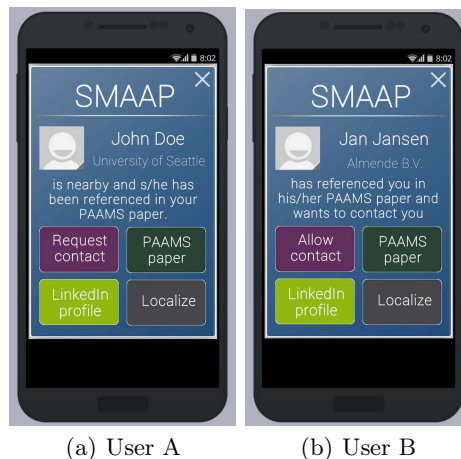 8:02
SMAAP
John Doe
University of Seattle
is nearby and s/he has
been referenced in your
PAAMS paper.
Request
contact
PAAMS
paper
LinkedIn
profile
Localize
(a) User A
8:02
SMAAP
Jan Jansen
Almende B.V.
has referenced you in
his/her PAAMS paper and
wants to contact you
Allow
contact
PAAMS
paper
LinkedIn
profile
Localize
(b) User B